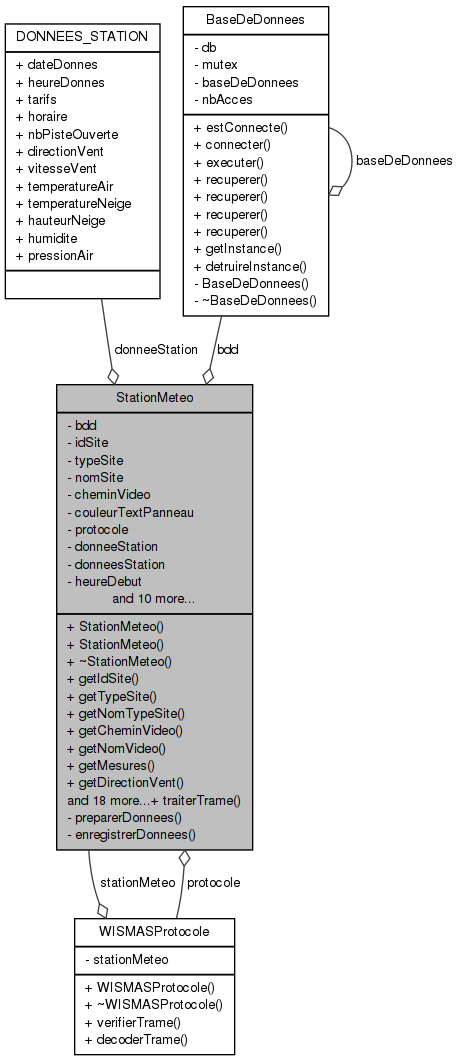 DONNEES_STATION
+ dateDonnes
+ heureDonnes
+ tarifs
+ horaire
+ nbPisteOuverte
+ directionVent
+ vitesseVent
+ temperatureAir
+ temperatureNeige
+ hauteurNeige
+ humidite
+ pressionAir
BaseDeDonnees
- db
- mutex
- baseDeDonnees
- nbAcces
+ estConnecte()
+ connecter()
+ executer()
+ recuperer()
+ recuperer()
+ recuperer()
+ recuperer()
+ getInstance()
+ detruireInstance()
- BaseDeDonnees()
- ~BaseDeDonnees()
baseDeDonnees
donneeStation
bdd
StationMeteo
- bdd
- idSite
- typeSite
- nomSite
- cheminVideo
- couleurTextPanneau
- protocole
- donneeStation
- donneesStation
- heureDebut
and 10 more...
+ StationMeteo()
+ StationMeteo()
+ ~StationMeteo()
+ getIdSite()
+ getTypeSite()
+ getNomTypeSite()
+ getCheminVideo()
+ getNomVideo()
+ getMesures()
+ getDirectionVent()
and 18 more...+ traiterTrame()
- preparerDonnees()
- enregistrerDonnees()
stationMeteo
protocole
WISMASProtocole
- stationMeteo
+ WISMASProtocole()
+ ~WISMASProtocole()
+ verifierTrame()
+ decoderTrame()